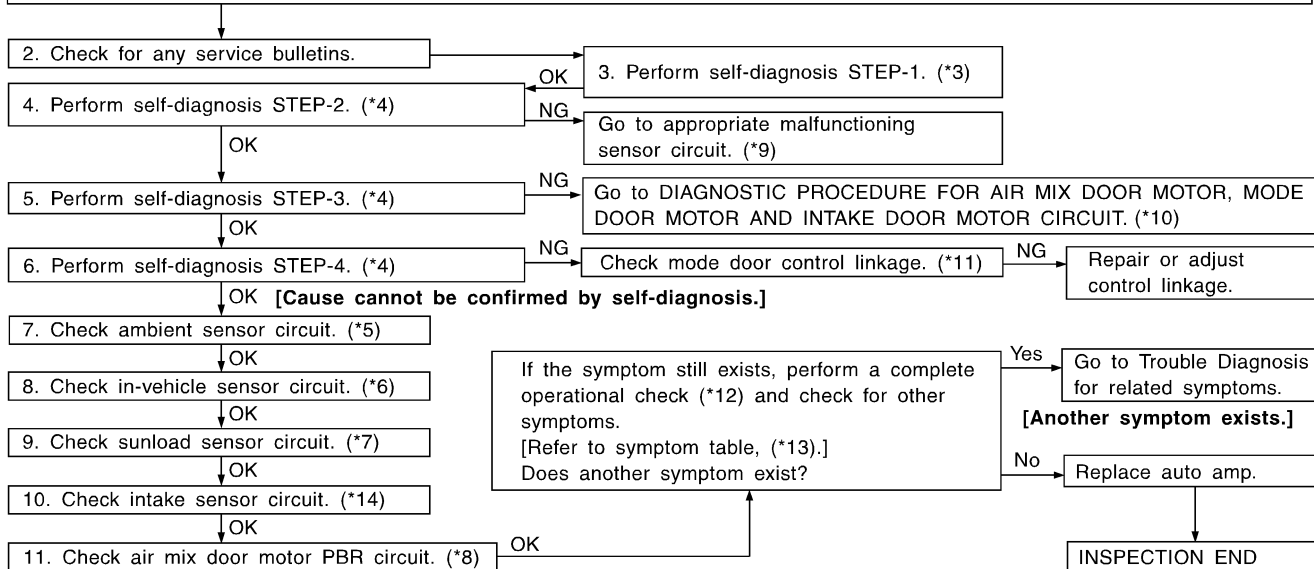 2. Check for any service bulletins.
3. Perform self-diagnosis STEP-1. (*3)
OK
4. Perform self-diagnosis STEP-2. (*4)
NG
Go to appropriate malfunctioning
sensor circuit. (*9)
OK
5. Perform self-diagnosis STEP-3. (*4)
NG
Go to DIAGNOSTIC PROCEDURE FOR AIR MIX DOOR MOTOR, MODE
DOOR MOTOR AND INTAKE DOOR MOTOR CIRCUIT. (*10)
OK
6. Perform self-diagnosis STEP-4. (*4)
NG
Check mode door control linkage. (*11)
NG
Repair or adjust
control linkage.
OK
[Cause cannot be confirmed by self-diagnosis.]
7. Check ambient sensor circuit. (*5)
OK
8. Check in-vehicle sensor circuit. (*6)
OK
9. Check sunload sensor circuit. (*7)
OK
10. Check intake sensor circuit. (*14)
OK
11. Check air mix door motor PBR circuit. (*8)
OK
If the symptom still exists, perform a complete
operational check (*12) and check for other
symptoms.
[Refer to symptom table, (*13).]
Does another symptom exist?
Yes
Go to Trouble Diagnosis
for related symptoms.
[Another symptom exists.]
No
Replace auto amp.
INSPECTION END